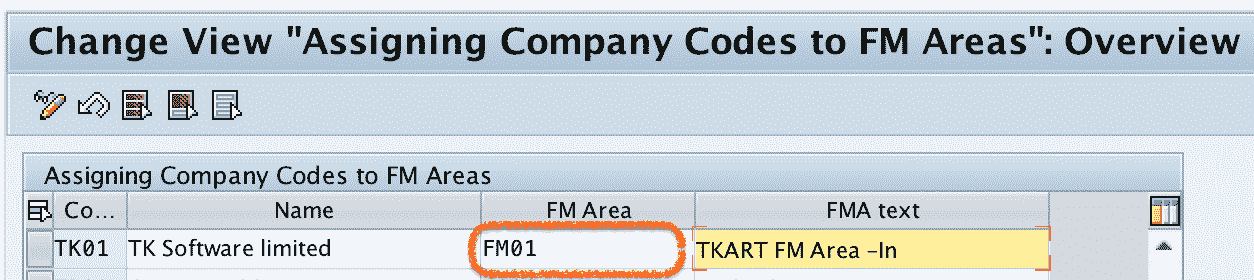 Change View "Assigning Company Codes to FM Areas": Overview
Assigning Company Codes to FM Areas
Co... Name FM Area FMA text
TK01 TK Software limited FM01 TKART FM Area -In